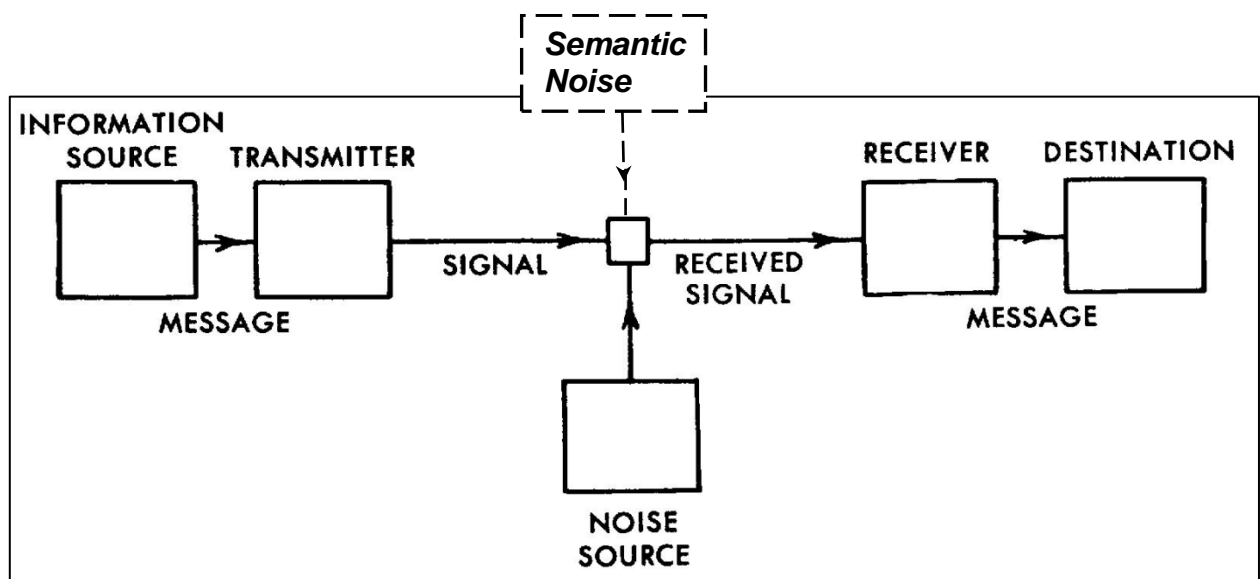 Semantic
Noise
INFORMATION
SOURCE
TRANSMITTER
RECEIVER
DESTINATION
SIGNAL
RECEIVED
SIGNAL
MESSAGE
MESSAGE
NOISE
SOURCE